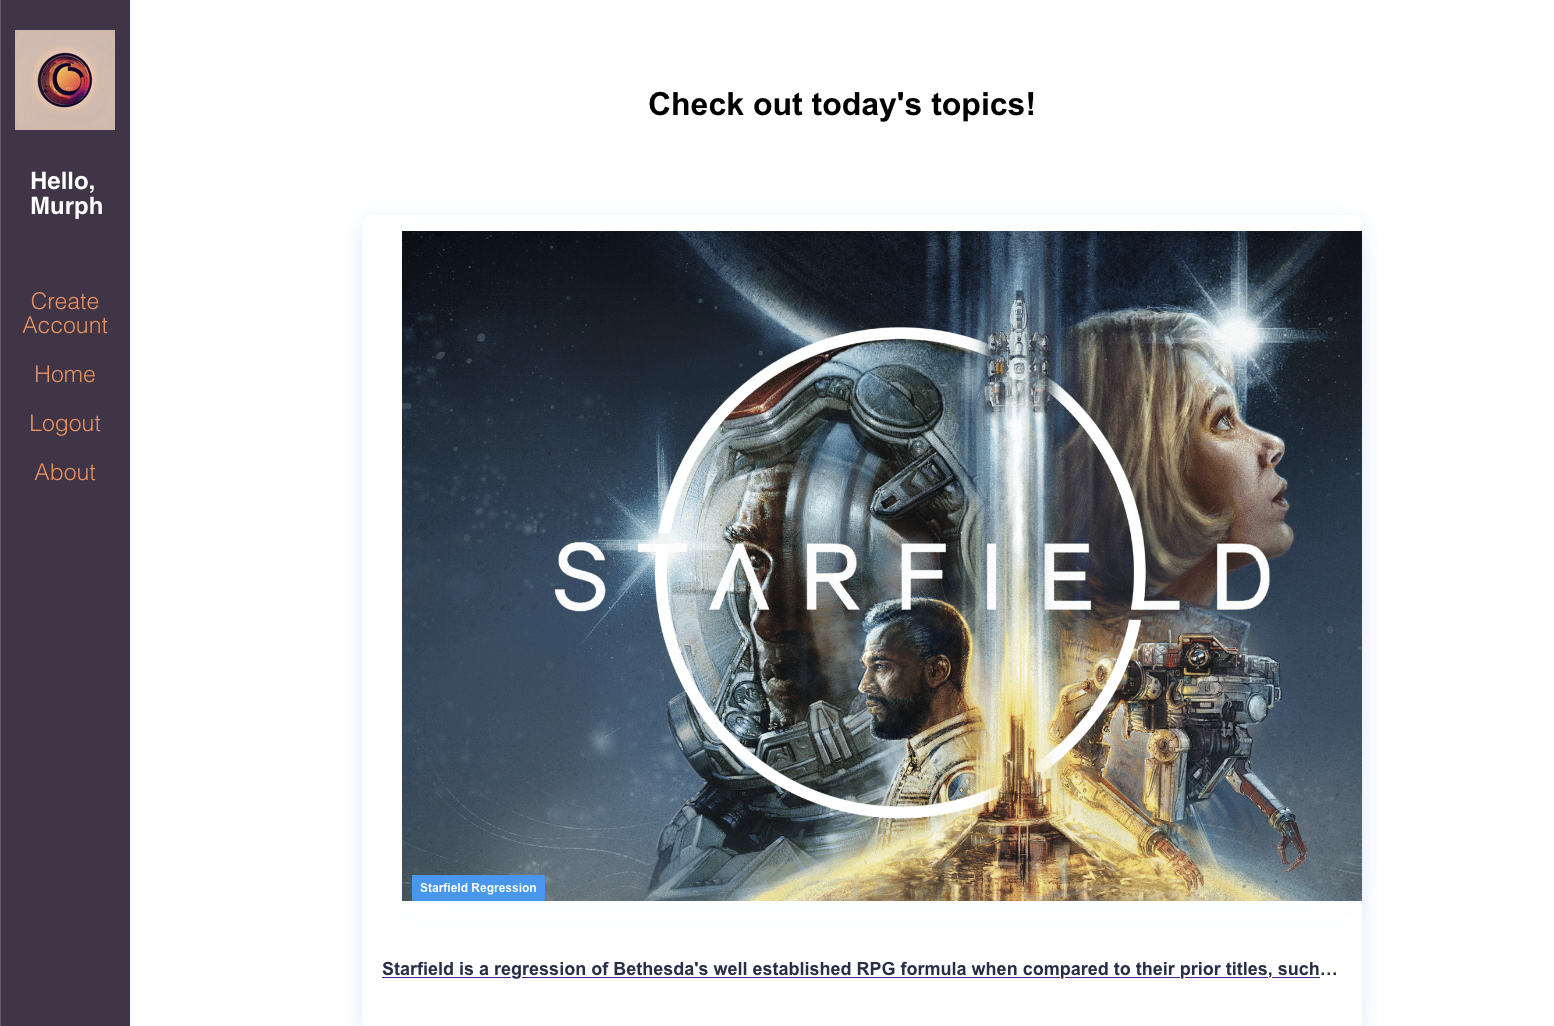 Hello,
Murph
Create
Account
Home
Logout
About
Check out today's topics!
STARFIELD
Starfield Regression
Starfield is a regression of Bethesda's well established RPG formula when compared to their prior titles, such…